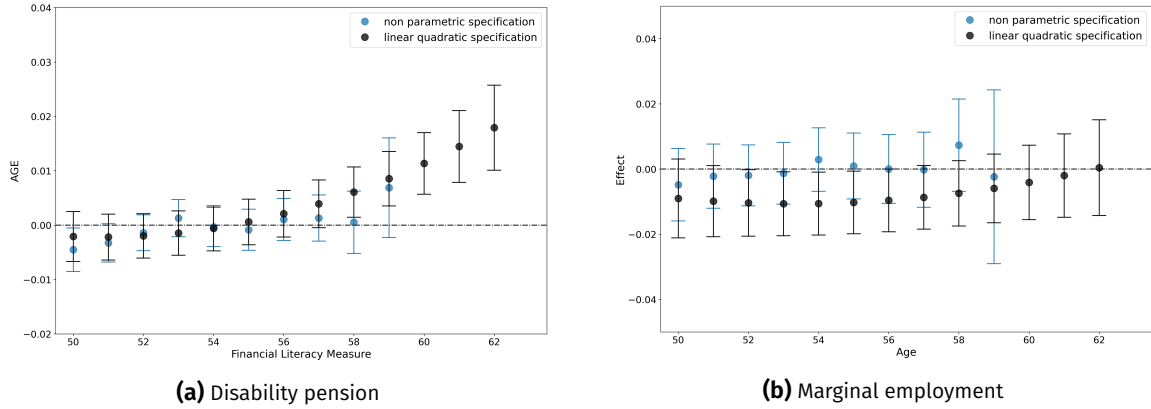 0.04
0.03
0.02
0.01
0.00
−0.01
−0.02
AGE
50
52
54
56
58
60
62
Financial Literacy Measure
non parametric specification
linear quadratic specification
(a) Disability pension
0.04
0.02
0.00
−0.02
−0.04
Effect
50
52
54
56
58
60
62
Age
non parametric specification
linear quadratic specification
(b) Marginal employment